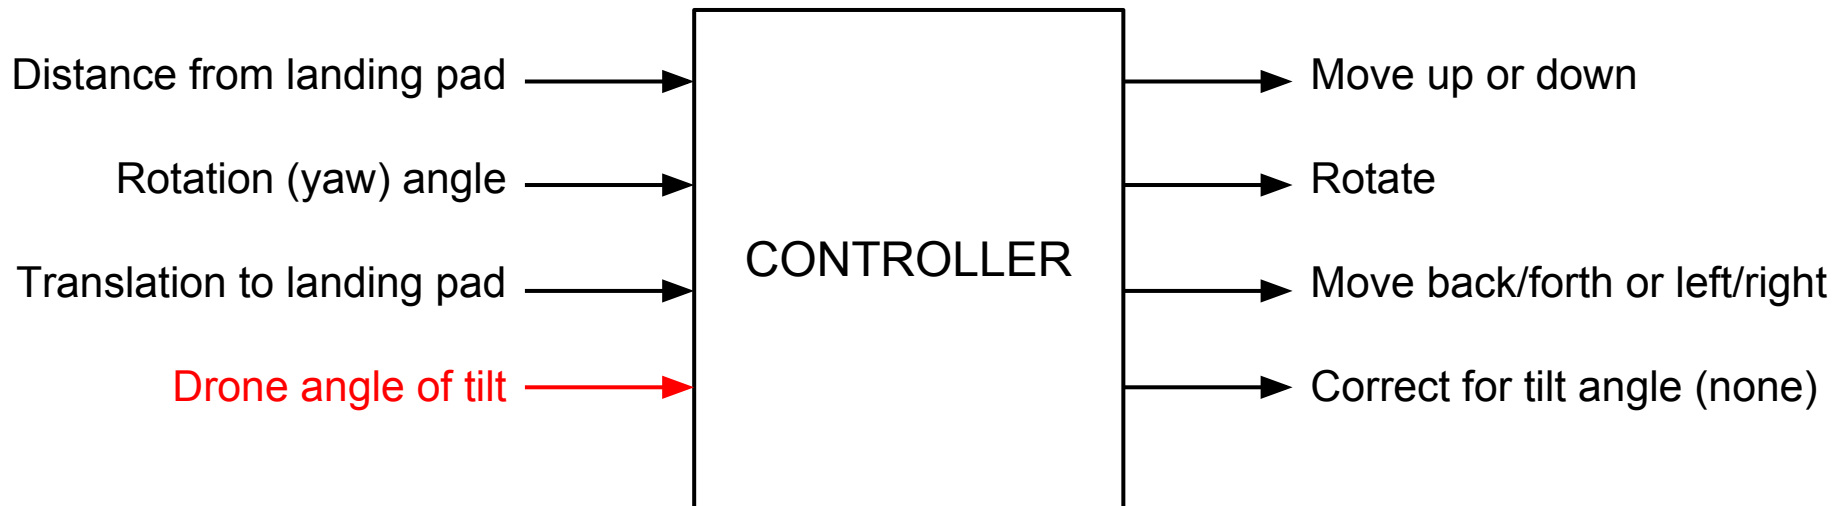 Distance from landing pad
Move up or down
Rotation (yaw) angle
Rotate
CONTROLLER
Translation to landing pad
Move back/forth or left/right
Drone angle of tilt
Correct for tilt angle (none)